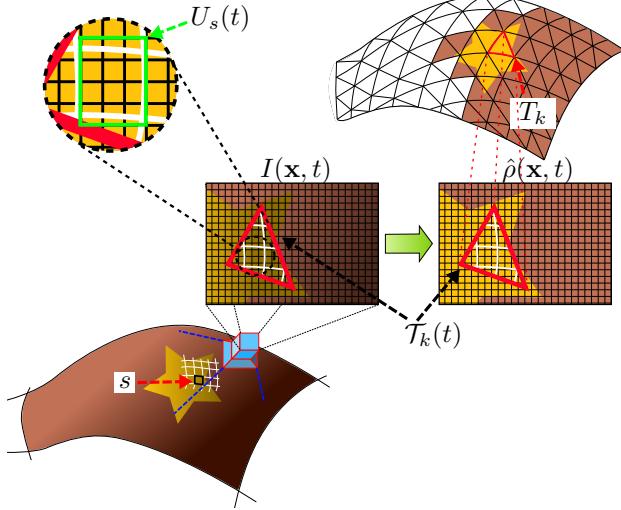 U_s(t)
T_k
I(𝐱, t)
ρ̂(𝐱, t)
𝒯_k(t)
s